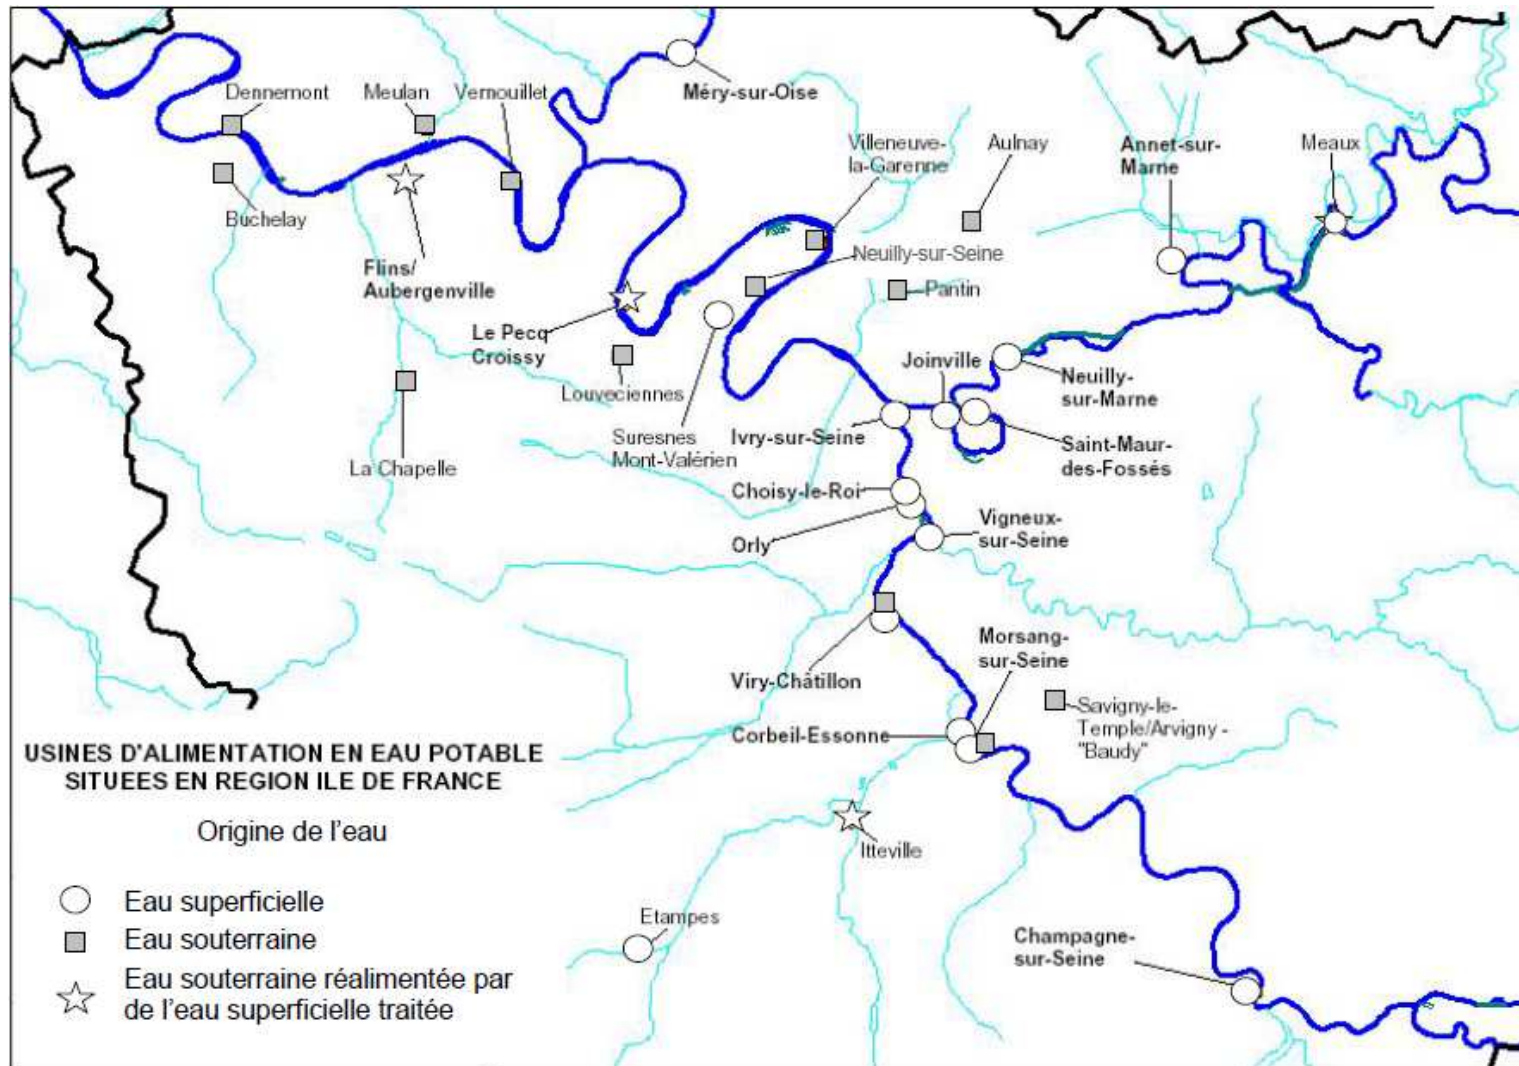 Méry-sur-Oise
Dennemont
Meulan
Vernouillet
Villeneuve-
la-Garenne
Aulnay
Annet-sur-
Marne
Meaux
Buchelay
Flins/
Aubergenville
Neuilly-sur-Seine
Pantin
Le Pecq
Croissy
Louveciennes
Joinville
Neuilly-
sur-Marne
La Chapelle
Suresnes
Mont-Valérien
Ivry-sur-Seine
Saint-Maur-
des-Fossés
Choisy-le-Roi
Orly
Vigneux-
sur-Seine
Viry-Châtillon
Morsang-
sur-Seine
Corbeil-Essonne
Savigny-le-
Temple/Arvigny -
"Baudy"
Itteville
Etampes
Champagne-
sur-Seine
USINES D'ALIMENTATION EN EAU POTABLE
SITUEES EN REGION ILE DE FRANCE
Origine de l'eau
Eau superficielle
Eau souterraine
Eau souterraine réalimentée par
de l'eau superficielle traitée